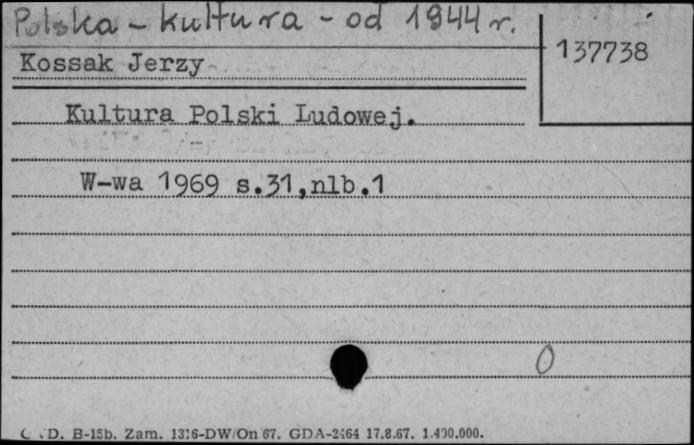 Polska - kultura - od 1944 r.
137738
Kossak Jerzy
Kultura Polski Ludowej.
W-wa 1969 s.31,nlb.1
0
D. B-15b. Zam. 1316-DW/On 67. GDA-2464 17.8.67. 1.400.000.